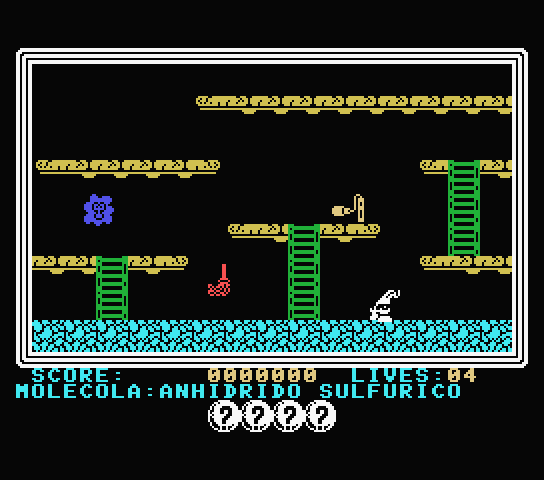 SCORE: 0000000 LIVES:04
MOLECOLA:ANHIDRIDO SULFURICO
? ? ? ?